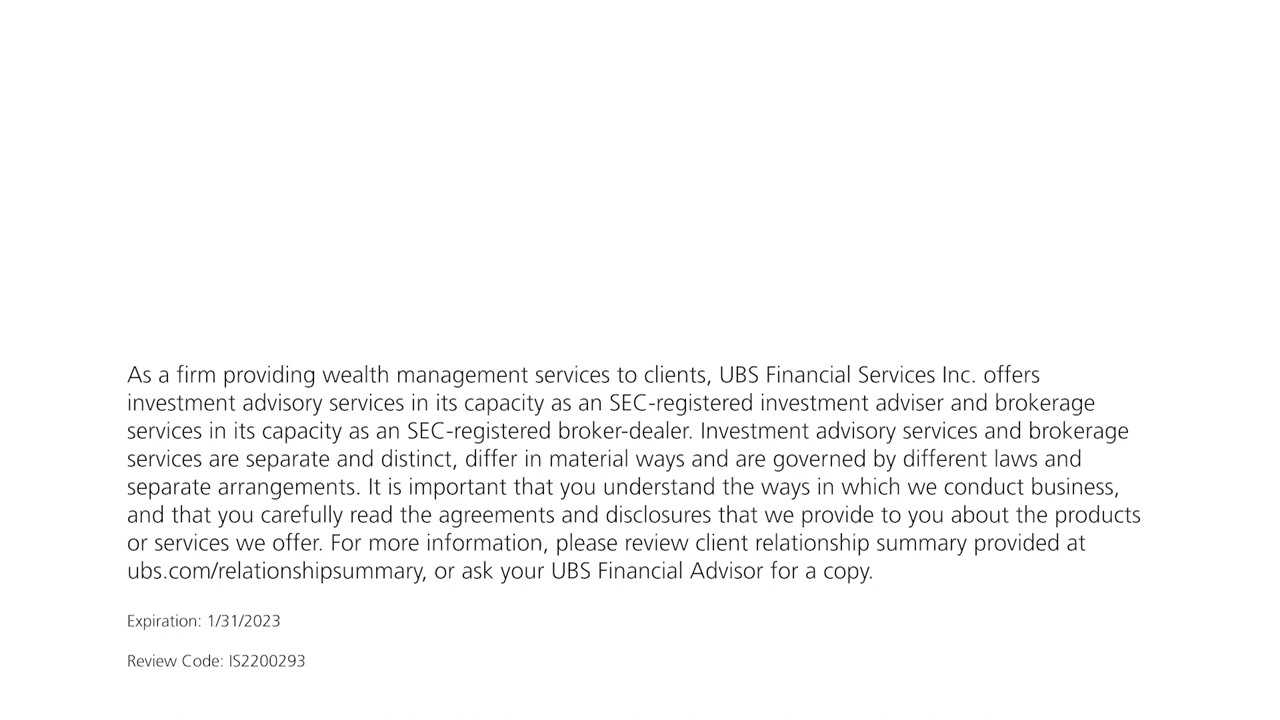 As a firm providing wealth management services to clients, UBS Financial Services Inc. offers
investment advisory services in its capacity as an SEC-registered investment adviser and brokerage
services in its capacity as an SEC-registered broker-dealer. Investment advisory services and brokerage
services are separate and distinct, differ in material ways and are governed by different laws and
separate arrangements. It is important that you understand the ways in which we conduct business,
and that you carefully read the agreements and disclosures that we provide to you about the products
or services we offer. For more information, please review client relationship summary provided at
ubs.com/relationshipsummary, or ask your UBS Financial Advisor for a copy.
Expiration: 1/31/2023
Review Code: IS2200293